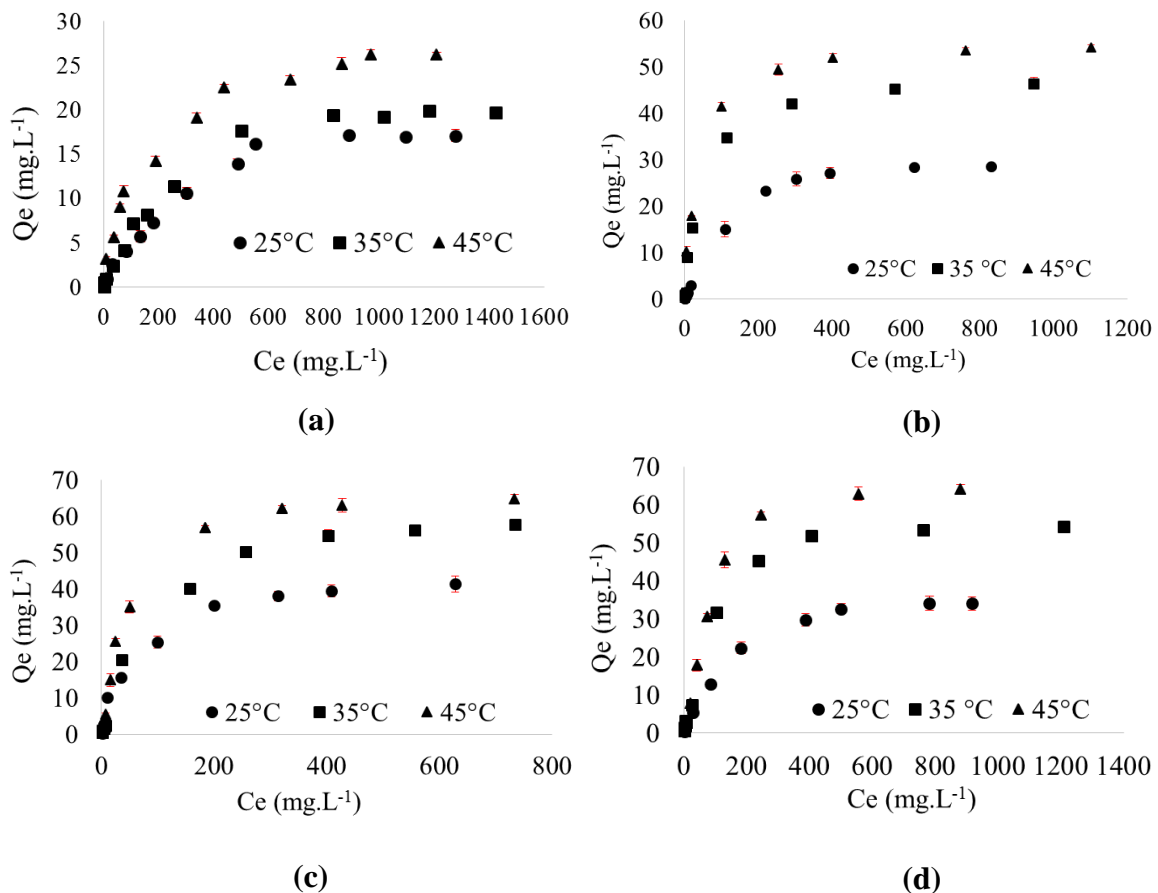 30
25
20
15
10
5
0
Qe (mg.L-1)
25°C 35°C 45°C
0 200 400 600 800 1000 1200 1400 1600
Ce (mg.L-1)
(a)
60
50
40
30
20
10
0
Qe (mg.L-1)
25°C 35 °C 45°C
0 200 400 600 800 1000 1200
Ce (mg.L-1)
(b)
70
60
50
40
30
20
10
0
Qe (mg.L-1)
25°C 35°C 45°C
0 200 400 600 800
Ce (mg.L-1)
(c)
70
60
50
40
30
20
10
0
Qe (mg.L-1)
25°C 35 °C 45°C
0 200 400 600 800 1000 1200 1400
Ce (mg.L-1)
(d)